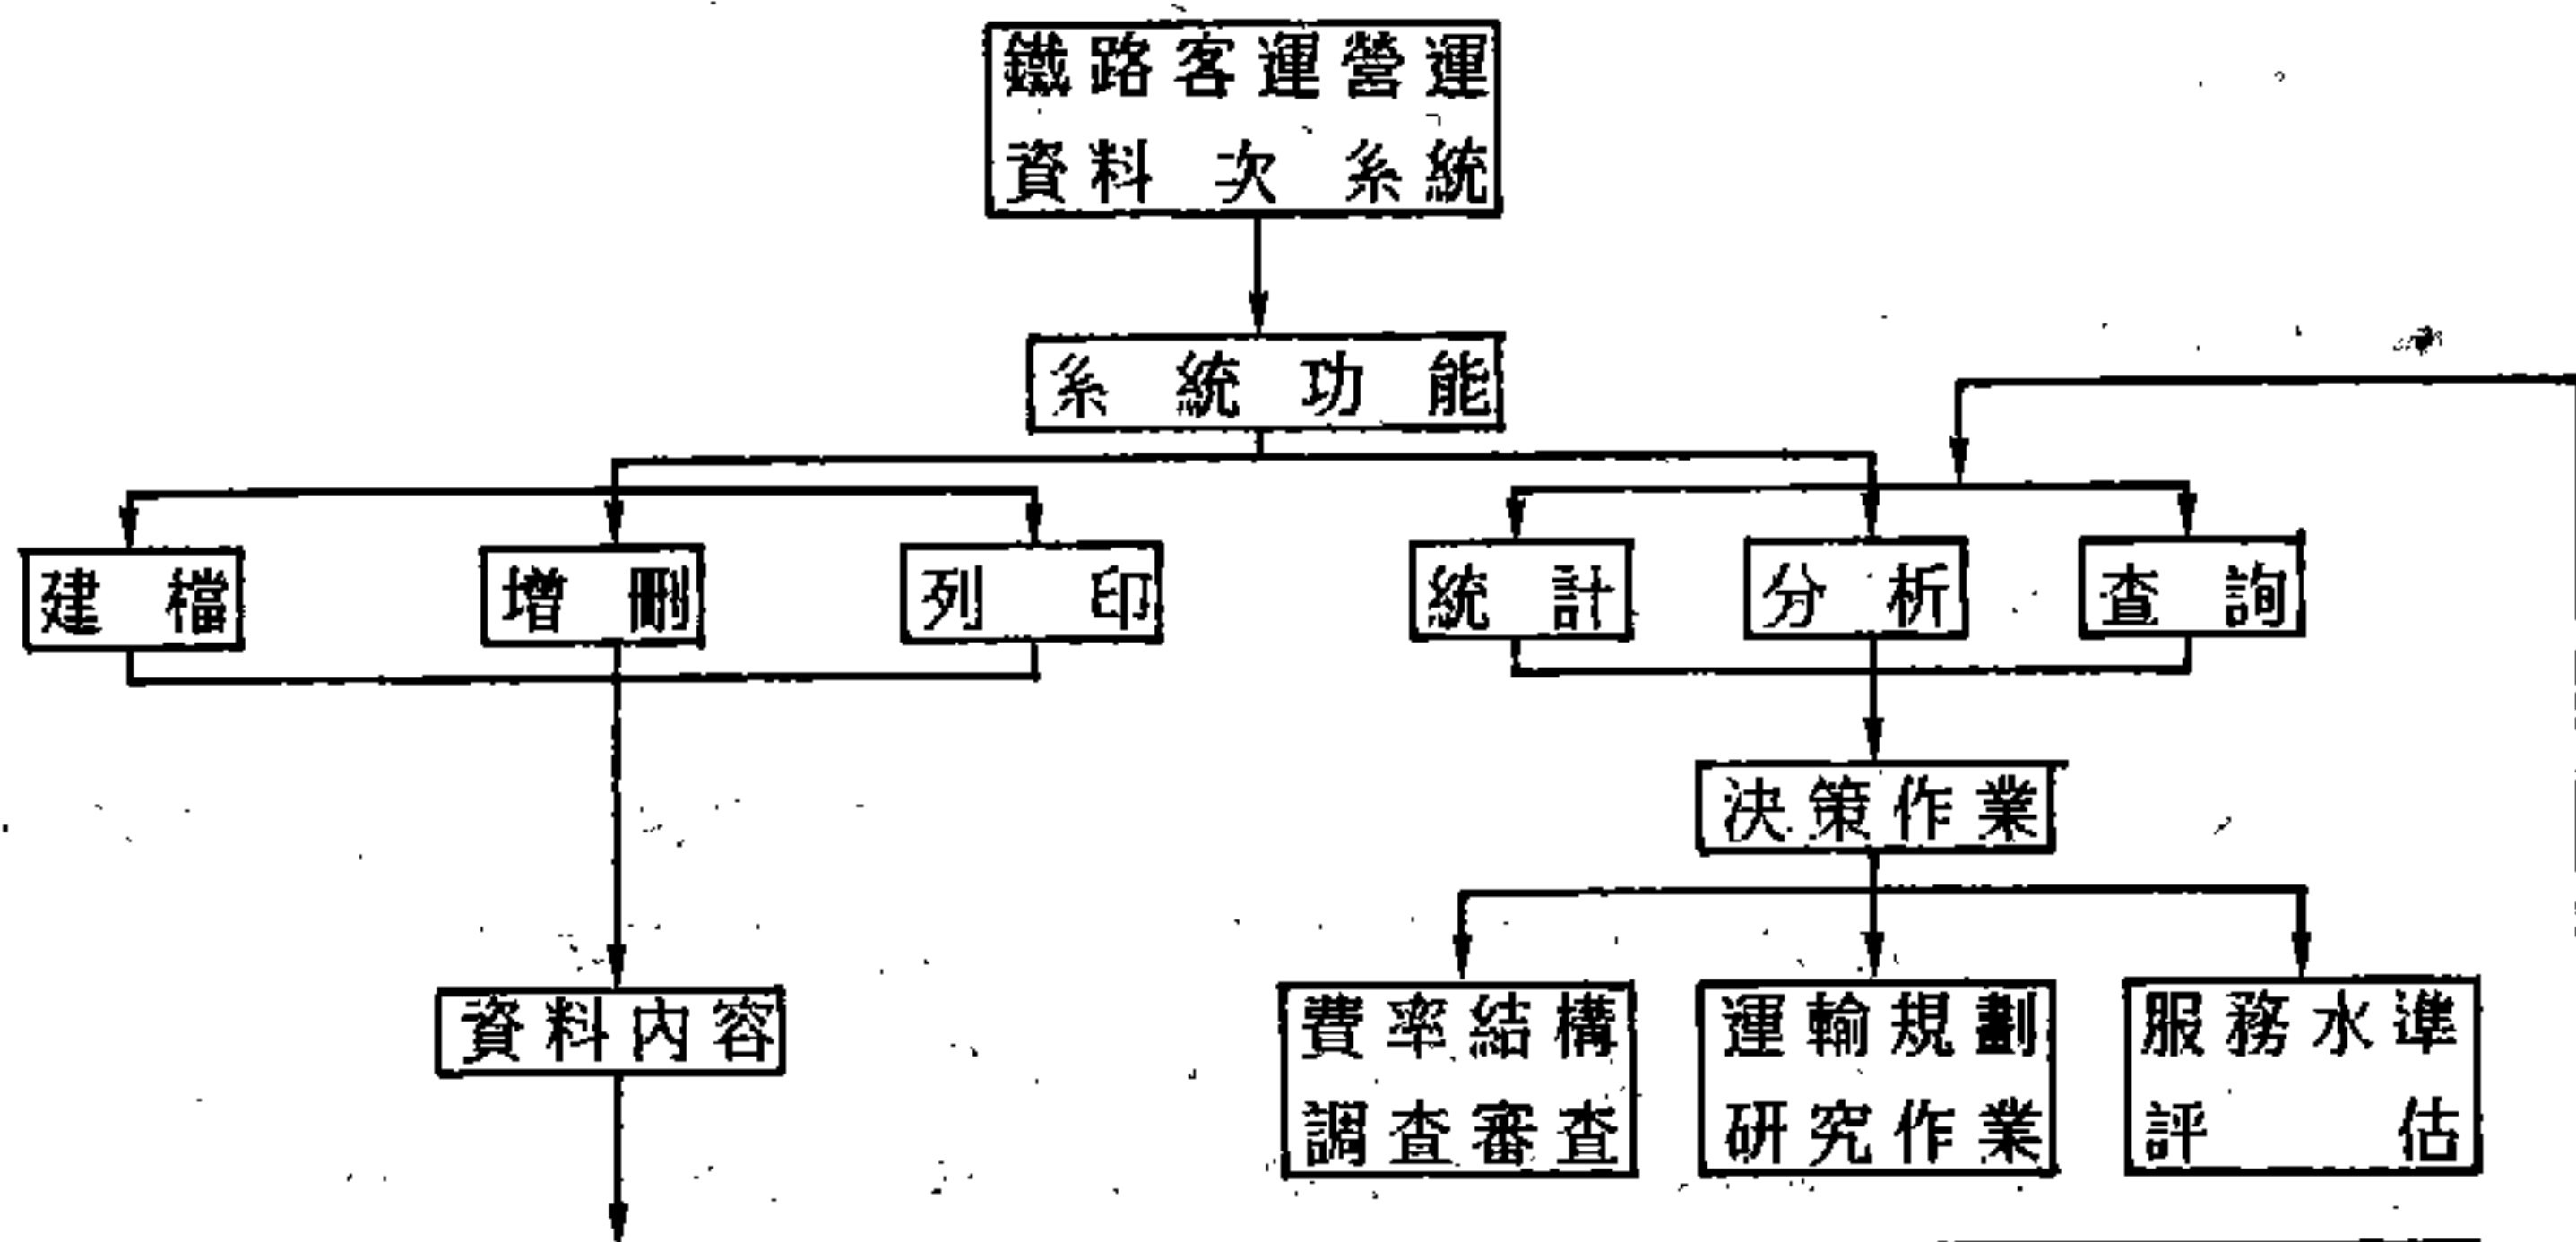 鐵路客運營運
資料次系統
系統功能
建檔
增刪
列印
統計
分析
查詢
決策作業
資料內容
費率結構
調查審查
運輸規劃
研究作業
服務水準
評估